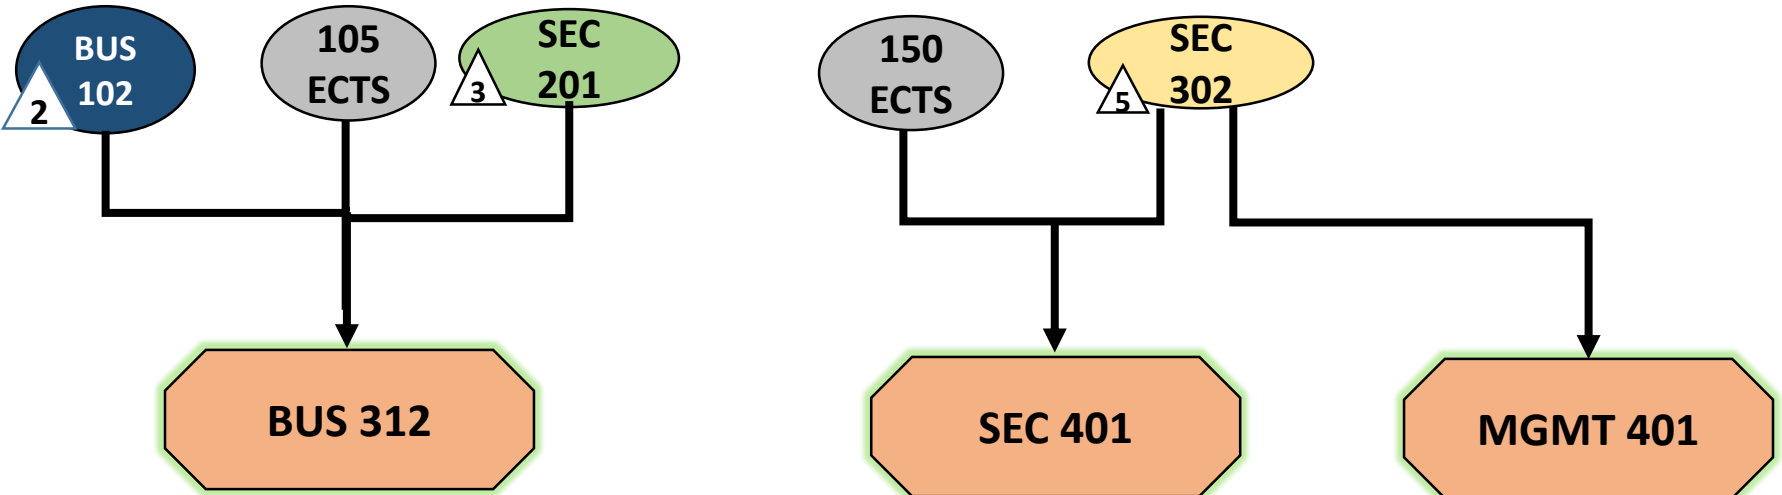 BUS
102
2
105
ECTS
SEC
201
3
150
ECTS
SEC
302
5
BUS 312
SEC 401
MGMT 401